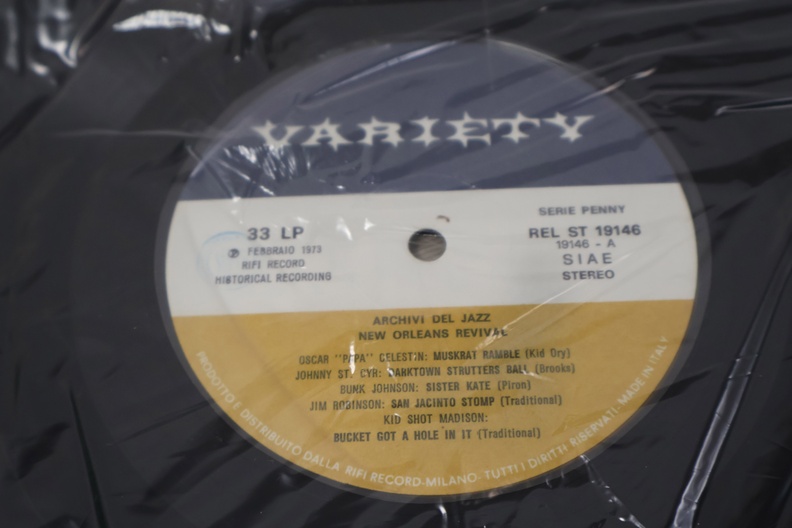 VARIETY
33 LP
℗ FEBBRAIO 1973
RIFI RECORD
HISTORICAL RECORDING
SERIE PENNY
REL ST 19146
19146 - A
SIAE
STEREO
ARCHIVI DEL JAZZ
NEW ORLEANS REVIVAL
OSCAR "PAPA" CELESTIN: MUSKRAT RAMBLE (Kid Ory)
JOHNNY ST. CYR: DARKTOWN STRUTTERS BALL (Brooks)
BUNK JOHNSON: SISTER KATE (Piron)
JIM ROBINSON: SAN JACINTO STOMP (Traditional)
KID SHOT MADISON:
BUCKET GOT A HOLE IN IT (Traditional)
PRODOTTO E DISTRIBUITO DALLA RIFI RECORD-MILANO- TUTTI I DIRITTI RISERVATI- MADE IN ITALY